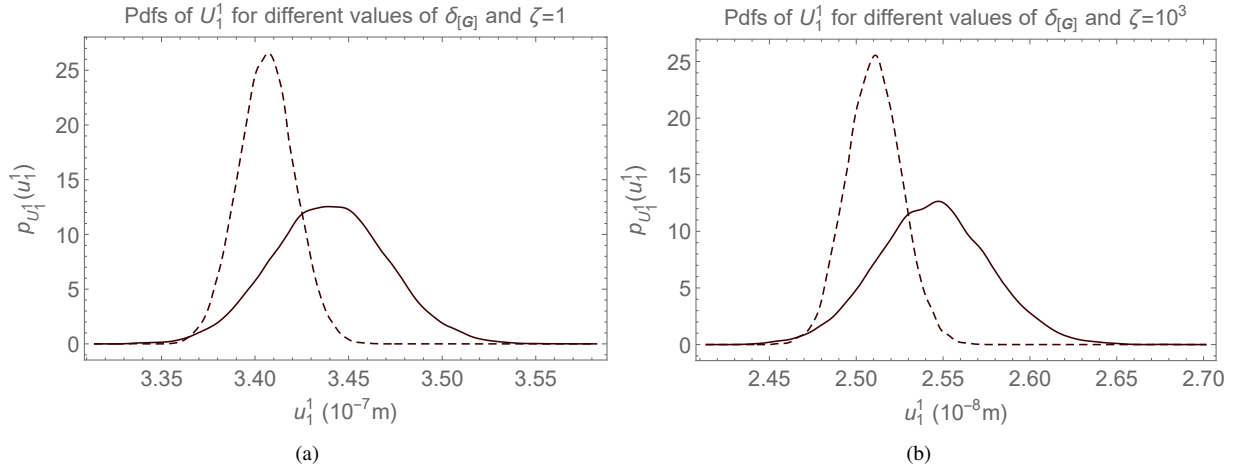 Pdfs of U₁¹ for different values of δ[G] and ζ=1
p_U₁¹(u₁¹)
25
20
15
10
5
0
3.35 3.40 3.45 3.50 3.55
u₁¹ (10⁻⁷m)
(a)
Pdfs of U₁¹ for different values of δ[G] and ζ=10³
p_U₁¹(u₁¹)
25
20
15
10
5
0
2.45 2.50 2.55 2.60 2.65 2.70
u₁¹ (10⁻⁸m)
(b)